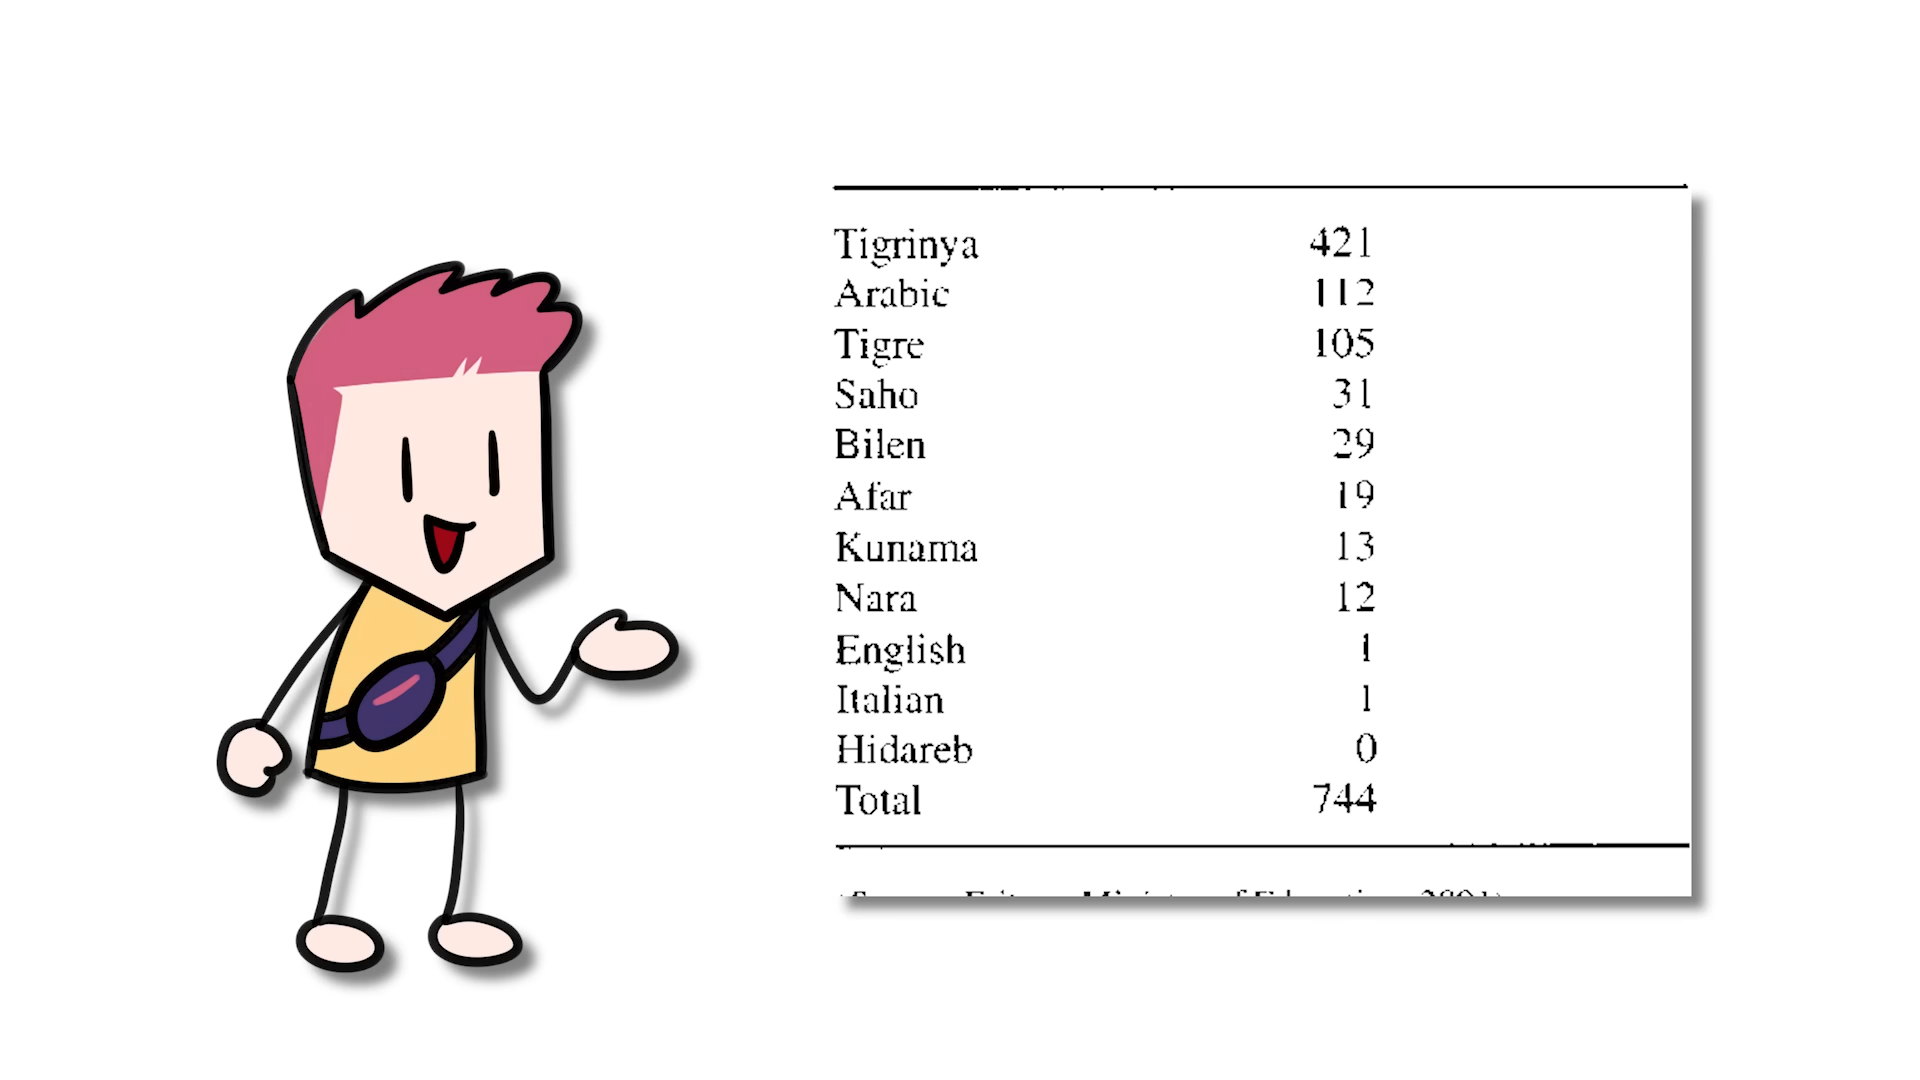 Tigrinya 421
Arabic 112
Tigre 105
Saho 31
Bilen 29
Afar 19
Kunama 13
Nara 12
English 1
Italian 1
Hidareb 0
Total 744